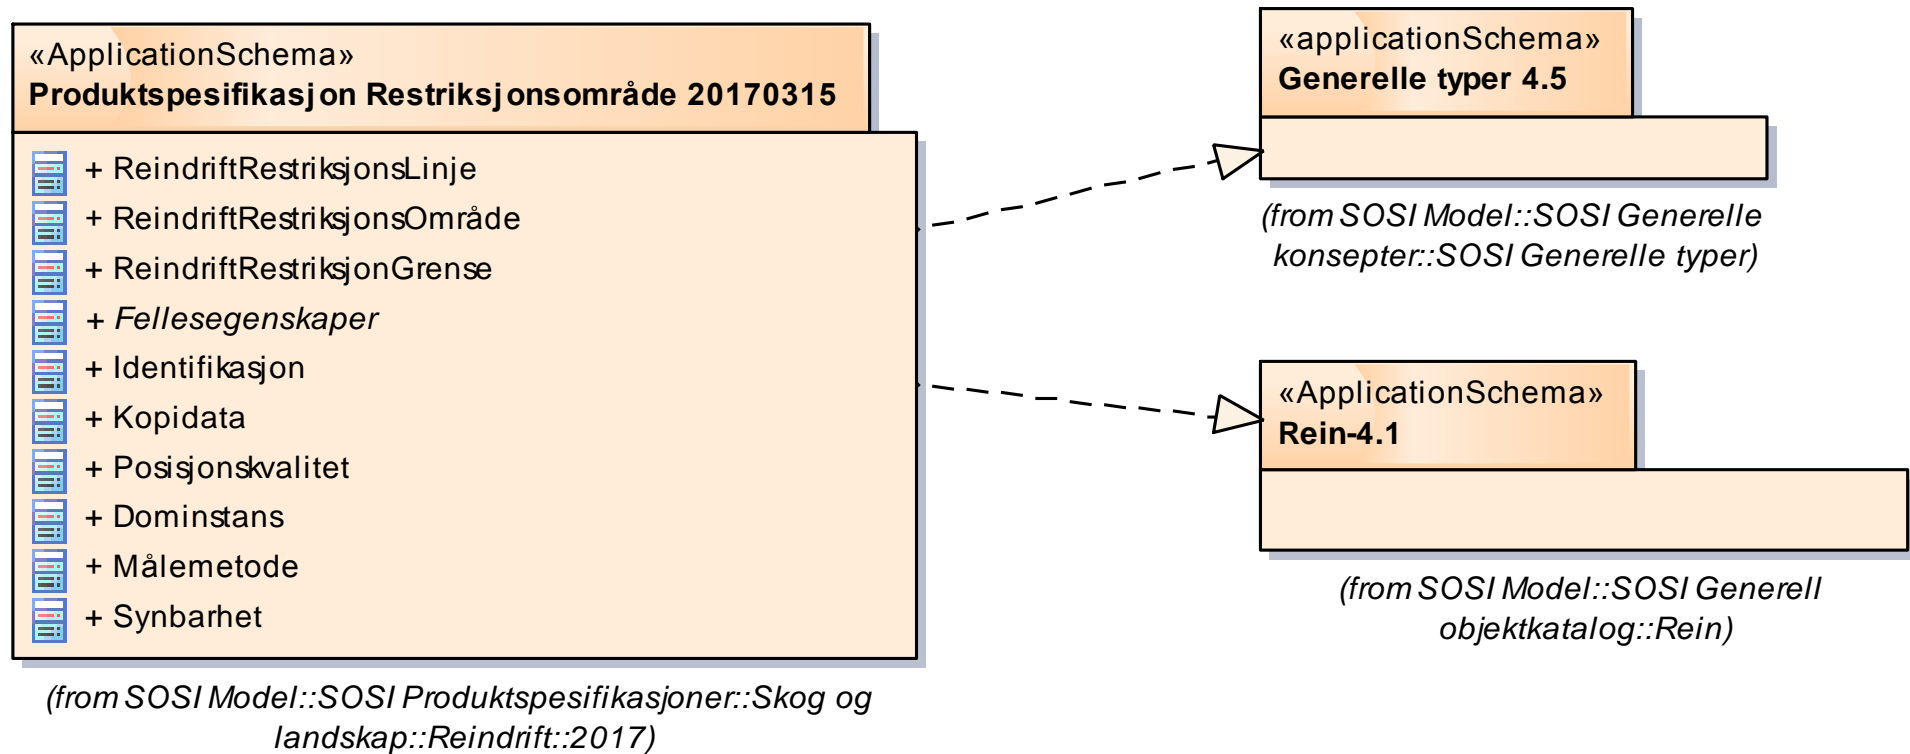 «ApplicationSchema»
Produktspesifikasjon Restriksjonsområde 20170315
+ ReindriftRestriksjonsLinje
+ ReindriftRestriksjonsOmråde
+ ReindriftRestriksjonGrense
+ Fellesegenskaper
+ Identifikasjon
+ Kopidata
+ Posisjonskvalitet
+ Dominstans
+ Målemetode
+ Synbarhet
(from SOSI Model::SOSI Produktspesifikasjoner::Skog og
landskap::Reindrift::2017)
«applicationSchema»
Generelle typer 4.5
(from SOSI Model::SOSI Generelle
konsepter::SOSI Generelle typer)
«ApplicationSchema»
Rein-4.1
(from SOSI Model::SOSI Generell
objektkatalog::Rein)